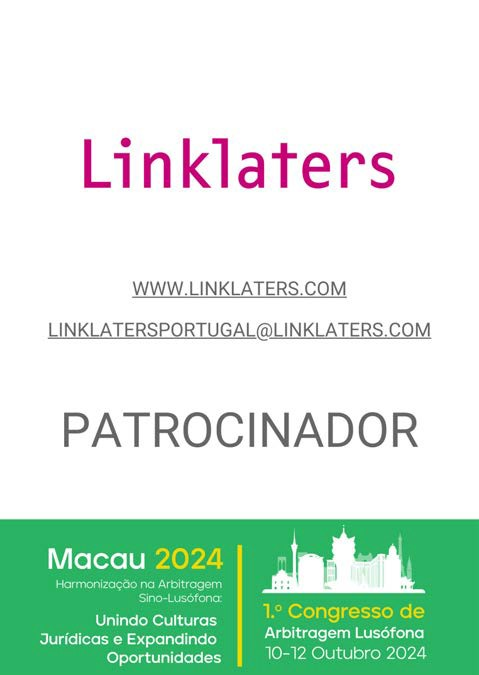 Linklaters
WWW.LINKLATERS.COM
LINKLATERSPORTUGAL@LINKLATERS.COM
PATROCINADOR
Macau 2024
Harmonização na Arbitragem
Sino-Lusófona:
Unindo Culturas
Jurídicas e Expandindo
Oportunidades
1.º Congresso de
Arbitragem Lusófona
10-12 Outubro 2024